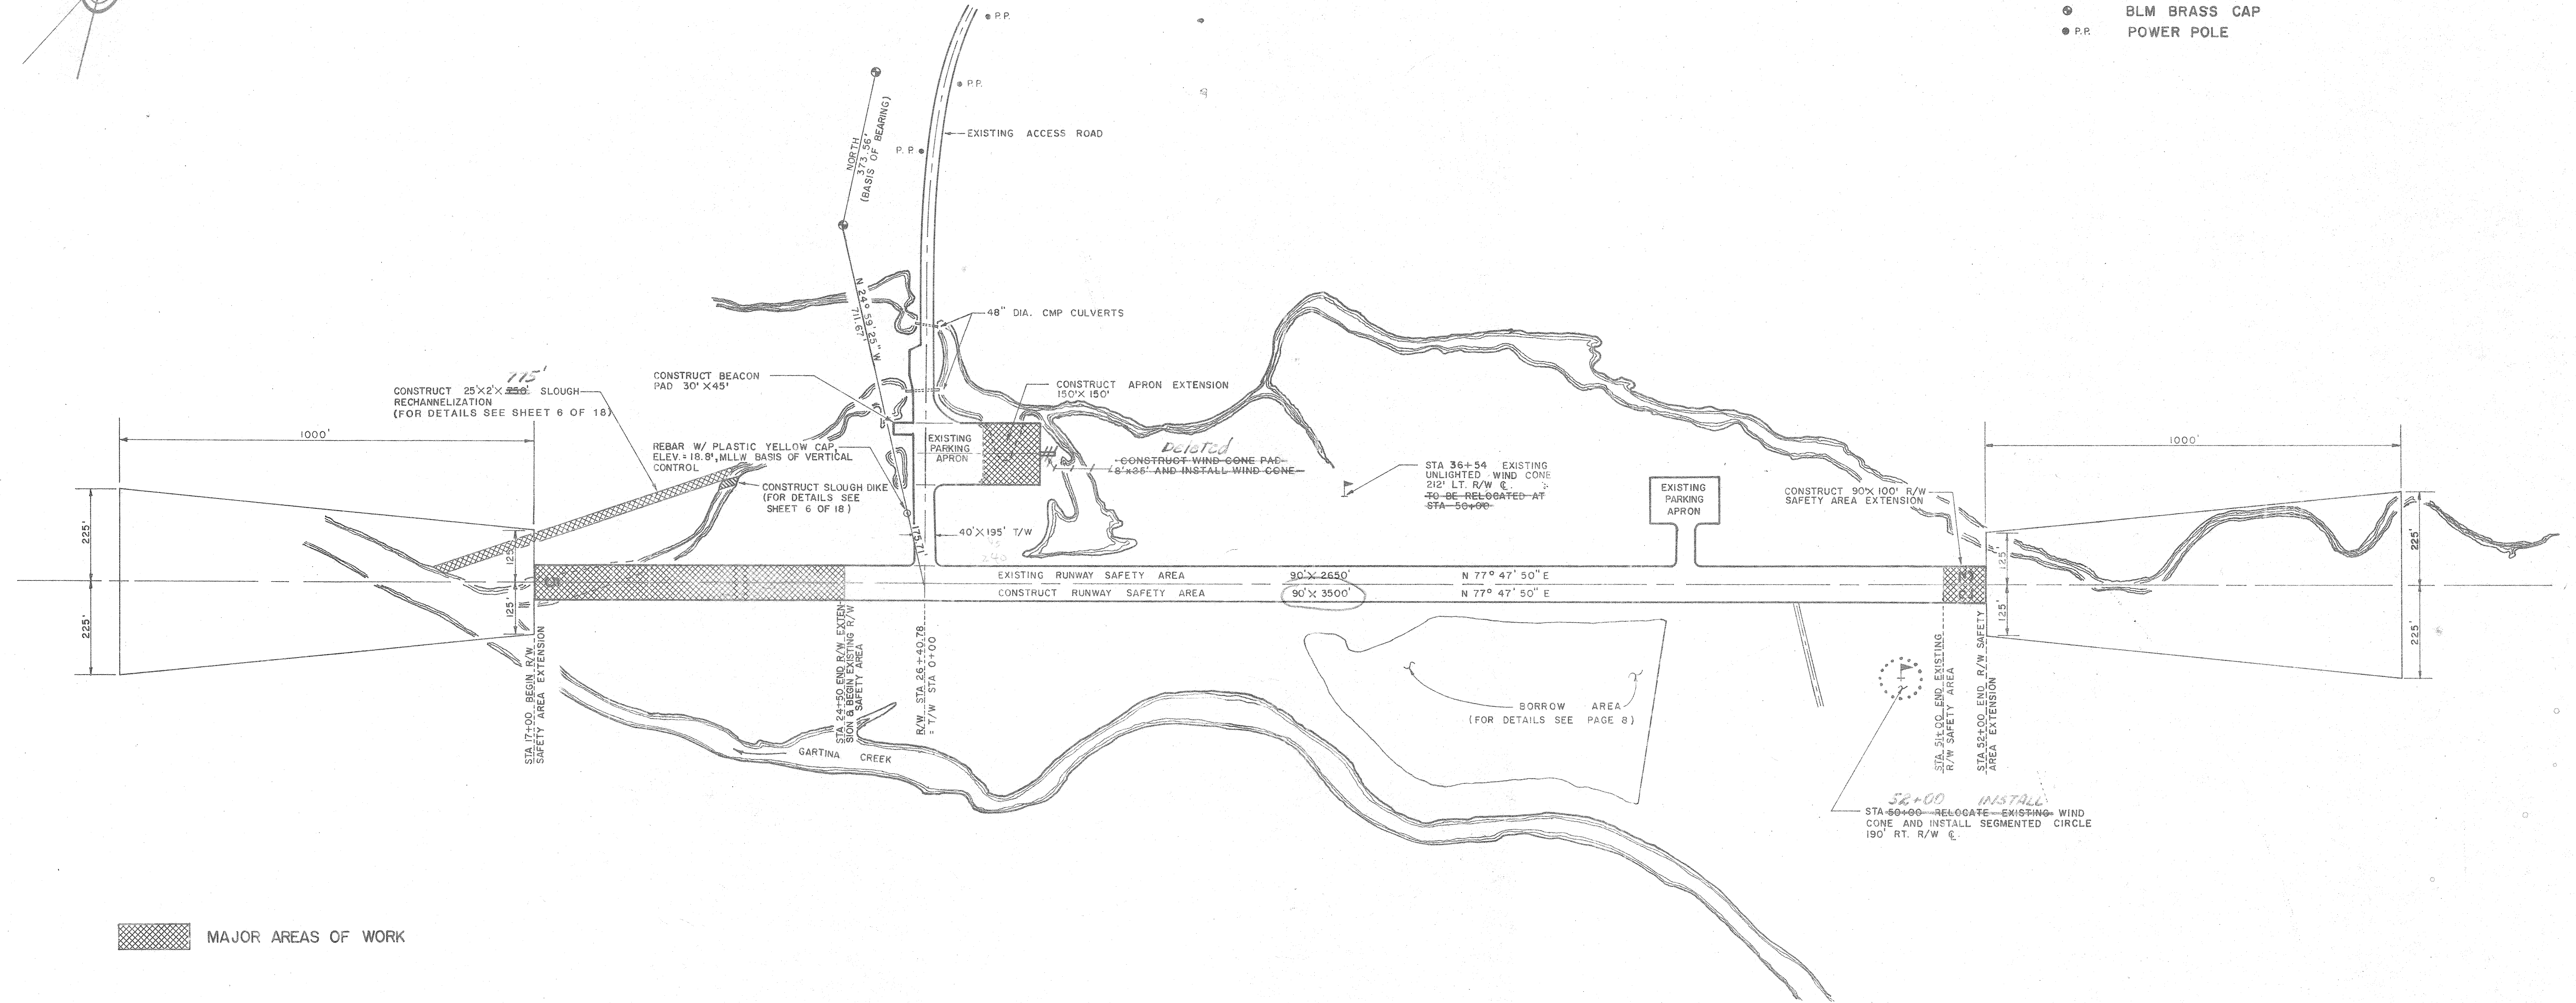 BLM BRASS CAP
P.P. POWER POLE
P.P.
P.P.
EXISTING ACCESS ROAD
P.P.
NORTH
373.56'
(BASIS OF BEARING)
N 24° 59' 25" W
711.67'
48" DIA. CMP CULVERTS
775'
CONSTRUCT 25'X2'X 750' SLOUGH
RECHANNELIZATION
(FOR DETAILS SEE SHEET 6 OF 18)
CONSTRUCT BEACON
PAD 30' X 45'
CONSTRUCT APRON EXTENSION
150' X 150'
1000'
REBAR W/ PLASTIC YELLOW CAP,
ELEV.= 18.8', MLLW BASIS OF VERTICAL
CONTROL
EXISTING
PARKING
APRON
DELETED
CONSTRUCT WIND CONE PAD
8'x35' AND INSTALL WIND CONE
CONSTRUCT SLOUGH DIKE
(FOR DETAILS SEE
SHEET 6 OF 18)
STA 36+54 EXISTING
UNLIGHTED WIND CONE
212' LT. R/W ℄.
TO BE RELOCATED AT
STA 50+00
EXISTING
PARKING
APRON
CONSTRUCT 90'X 100' R/W
SAFETY AREA EXTENSION
1000'
40' X 195' T/W
240
175.71'
225'
225'
125'
125'
EXISTING RUNWAY SAFETY AREA 90' X 2650' N 77° 47' 50" E
CONSTRUCT RUNWAY SAFETY AREA 90' X 3500' N 77° 47' 50" E
125'
125'
225'
225'
STA 17+00 BEGIN R/W
SAFETY AREA EXTENSION
STA 24+50 END R/W EXTEN-
SION & BEGIN EXISTING R/W
SAFETY AREA
R/W STA 26+40.78
= T/W STA 0+00
BORROW AREA
(FOR DETAILS SEE PAGE 8)
STA 51+00 END EXISTING
R/W SAFETY AREA
STA 52+00 END R/W SAFETY
AREA EXTENSION
GARTINA CREEK
52+00 INSTALL
STA 50+00 RELOCATE EXISTING WIND
CONE AND INSTALL SEGMENTED CIRCLE
190' RT. R/W ℄.
MAJOR AREAS OF WORK